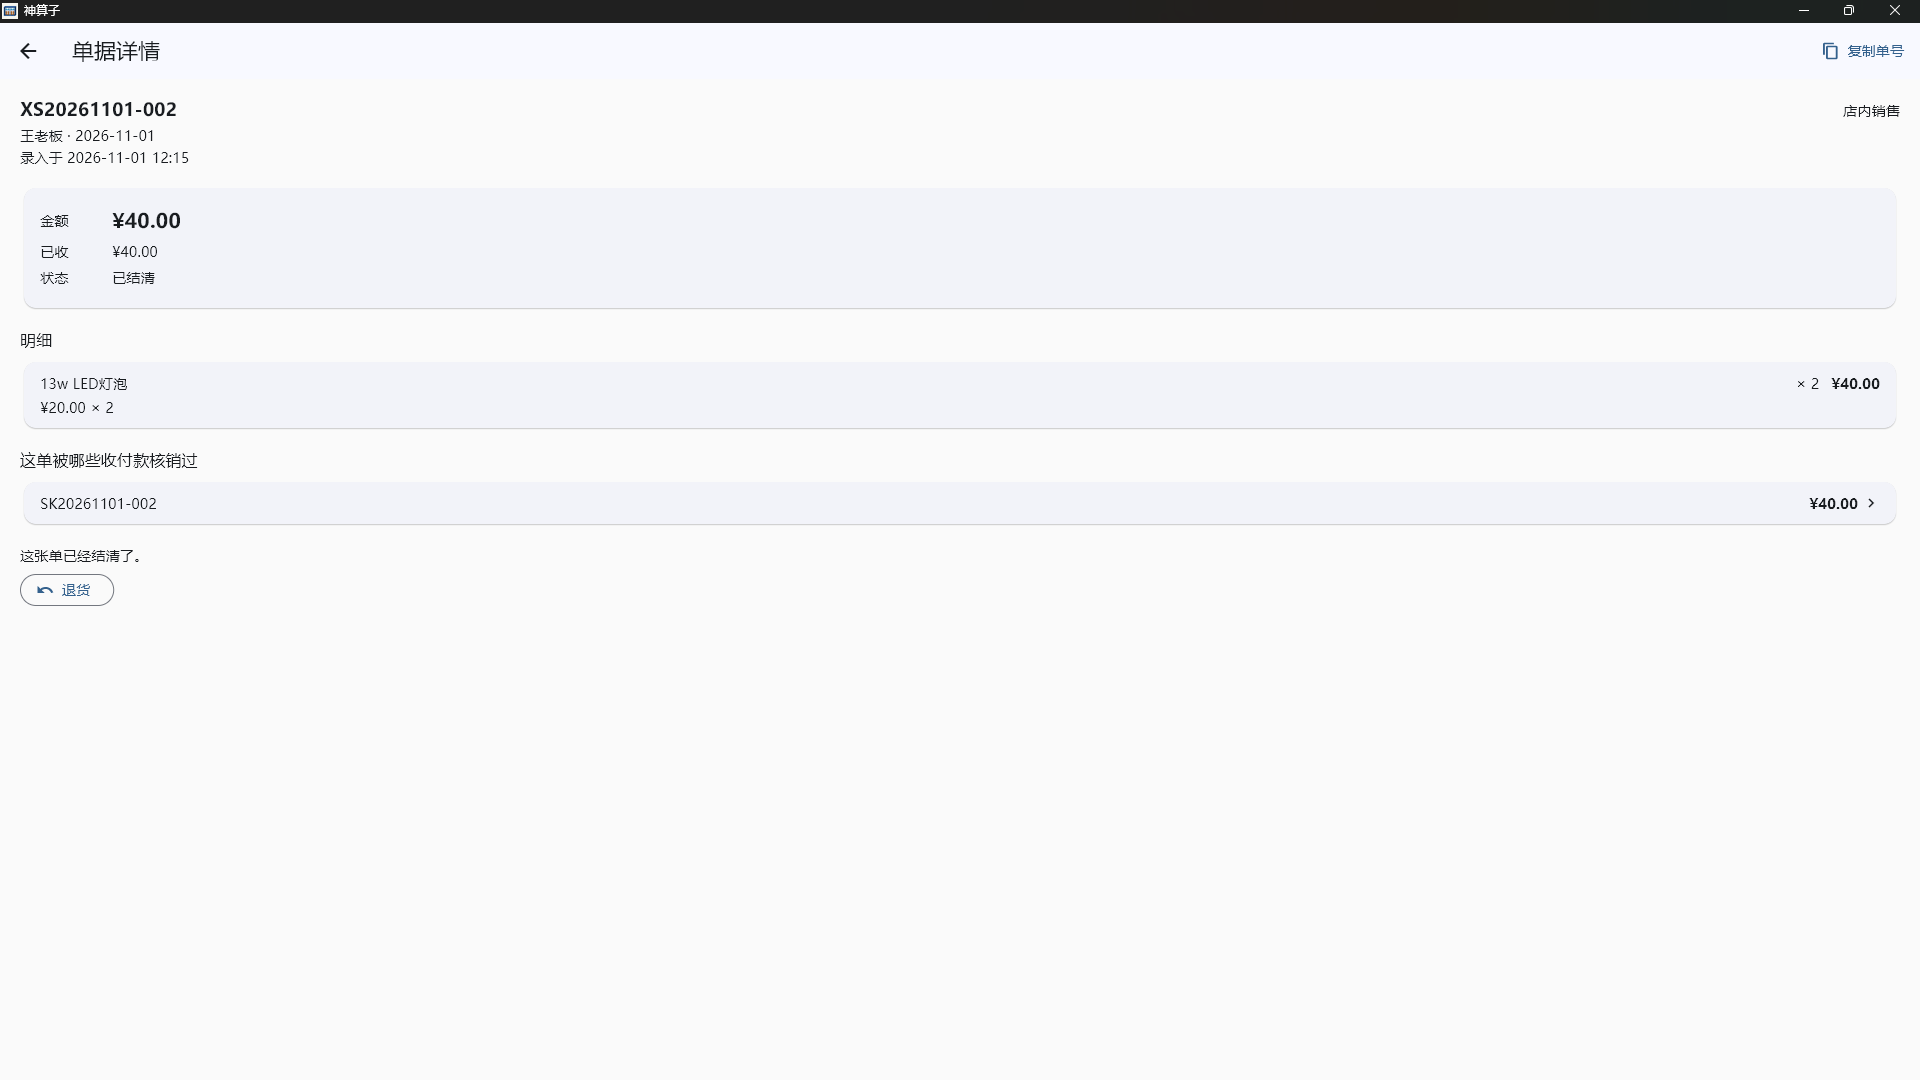 神算子
单据详情
复制单号
XS20261101-002
店内销售
王老板 · 2026-11-01
录入于 2026-11-01 12:15
金额 ¥40.00
已收 ¥40.00
状态 已结清
明细
13w LED灯泡 × 2 ¥40.00
¥20.00 × 2
这单被哪些收付款核销过
SK20261101-002 ¥40.00
这张单已经结清了。
退货